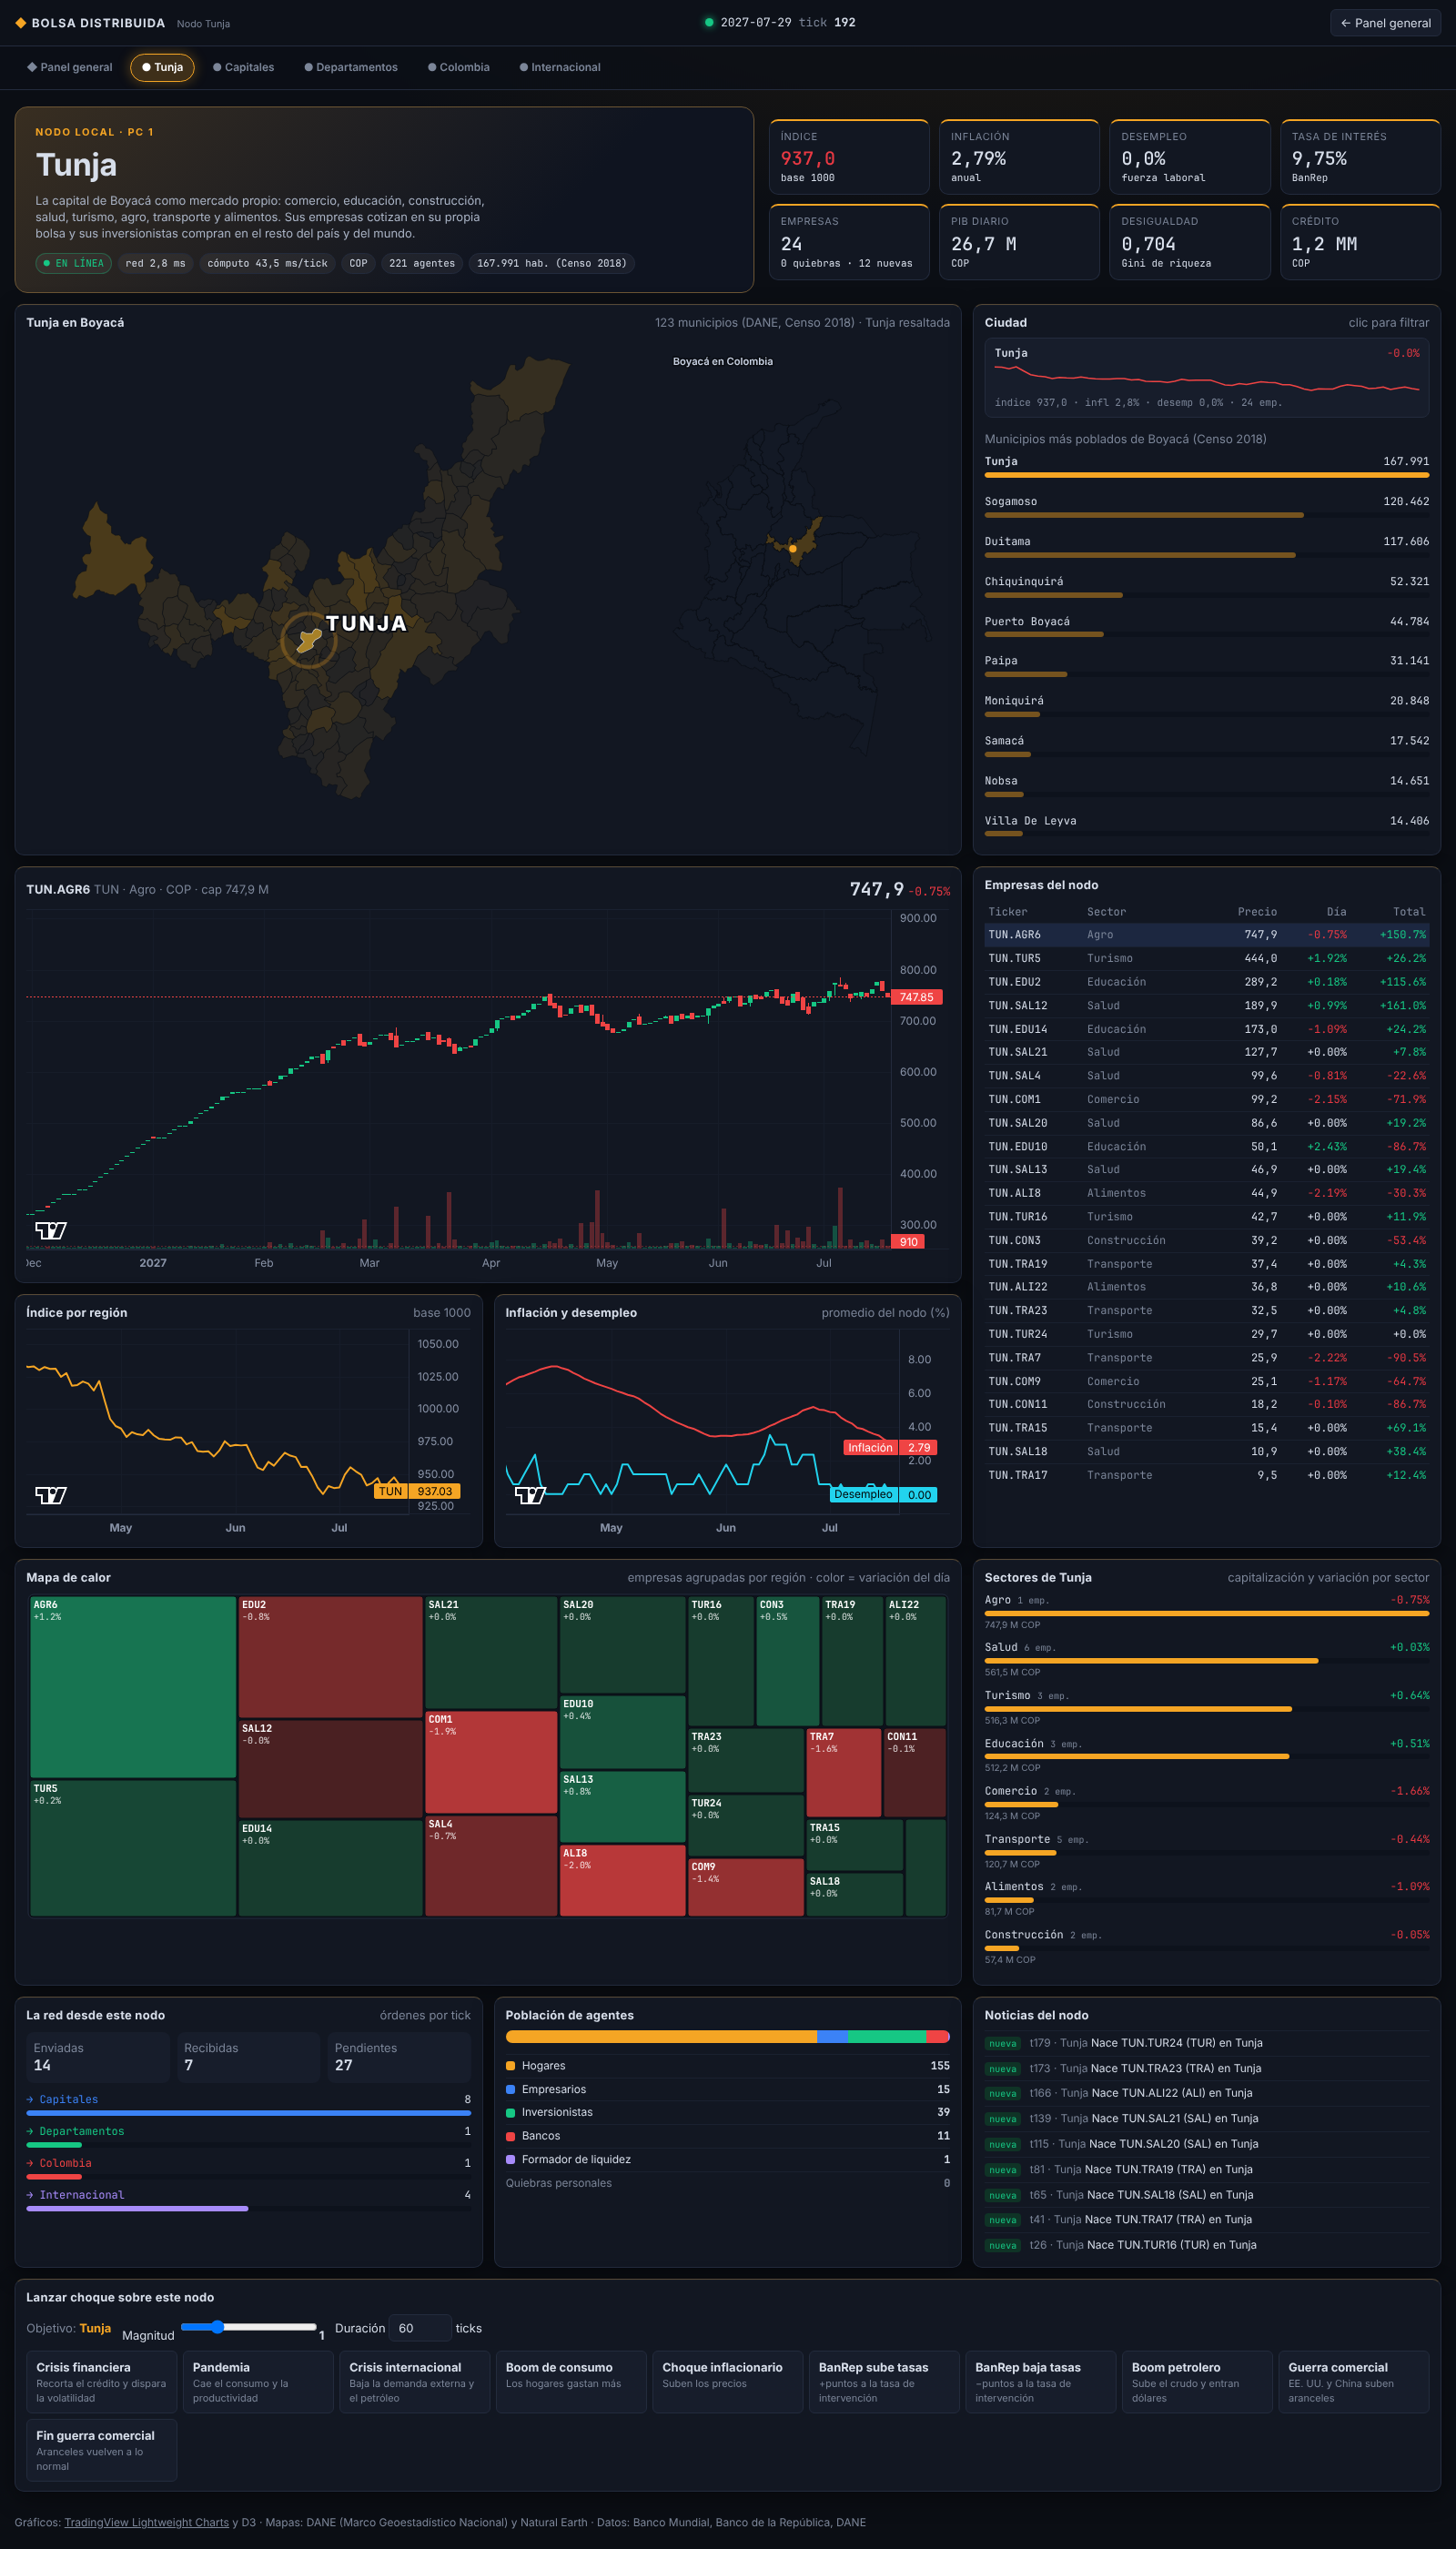 ◆ BOLSA DISTRIBUIDA Nodo Tunja
2027-07-29 tick 192
← Panel general
◆ Panel general
Tunja
Capitales
Departamentos
Colombia
Internacional
NODO LOCAL · PC 1
Tunja
La capital de Boyacá como mercado propio: comercio, educación, construcción,
salud, turismo, agro, transporte y alimentos. Sus empresas cotizan en su propia
bolsa y sus inversionistas compran en el resto del país y del mundo.
EN LÍNEA
red 2,8 ms
cómputo 43,5 ms/tick
COP
221 agentes
167.991 hab. (Censo 2018)
ÍNDICE
937,0
base 1000
INFLACIÓN
2,79%
anual
DESEMPLEO
0,0%
fuerza laboral
TASA DE INTERÉS
9,75%
BanRep
EMPRESAS
24
0 quiebras · 12 nuevas
PIB DIARIO
26,7 M
COP
DESIGUALDAD
0,704
Gini de riqueza
CRÉDITO
1,2 MM
COP
Tunja en Boyacá
123 municipios (DANE, Censo 2018) · Tunja resaltada
Boyacá en Colombia
TUNJA
Ciudad
clic para filtrar
Tunja -0.0%
índice 937,0 · infl 2,8% · desemp 0,0% · 24 emp.
Municipios más poblados de Boyacá (Censo 2018)
Tunja 167.991
Sogamoso 120.462
Duitama 117.606
Chiquinquirá 52.321
Puerto Boyacá 44.784
Paipa 31.141
Moniquirá 20.848
Samacá 17.542
Nobsa 14.651
Villa De Leyva 14.406
TUN.AGR6 TUN · Agro · COP · cap 747,9 M
747,9 -0.75%
900.00
800.00
747.85
700.00
600.00
500.00
400.00
300.00
910
Dec 2027 Feb Mar Apr May Jun Jul
Empresas del nodo
Ticker Sector Precio Día Total
TUN.AGR6 Agro 747,9 -0.75% +150.7%
TUN.TUR5 Turismo 444,0 +1.92% +26.2%
TUN.EDU2 Educación 289,2 +0.18% +115.6%
TUN.SAL12 Salud 189,9 +0.99% +161.0%
TUN.EDU14 Educación 173,0 -1.09% +24.2%
TUN.SAL21 Salud 127,7 +0.00% +7.8%
TUN.SAL4 Salud 99,6 -0.81% -22.6%
TUN.COM1 Comercio 99,2 -2.15% -71.9%
TUN.SAL20 Salud 86,6 +0.00% +19.2%
TUN.EDU10 Educación 50,1 +2.43% -86.7%
TUN.SAL13 Salud 46,9 +0.00% +19.4%
TUN.ALI8 Alimentos 44,9 -2.19% -30.3%
TUN.TUR16 Turismo 42,7 +0.00% +11.9%
TUN.CON3 Construcción 39,2 +0.00% -53.4%
TUN.TRA19 Transporte 37,4 +0.00% +4.3%
TUN.ALI22 Alimentos 36,8 +0.00% +10.6%
TUN.TRA23 Transporte 32,5 +0.00% +4.8%
TUN.TUR24 Turismo 29,7 +0.00% +0.0%
TUN.TRA7 Transporte 25,9 -2.22% -90.5%
TUN.COM9 Comercio 25,1 -1.17% -64.7%
TUN.CON11 Construcción 18,2 -0.10% -86.7%
TUN.TRA15 Transporte 15,4 +0.00% +69.1%
TUN.SAL18 Salud 10,9 +0.00% +38.4%
TUN.TRA17 Transporte 9,5 +0.00% +12.4%
Índice por región
base 1000
1050.00
1025.00
1000.00
975.00
950.00
TUN 937.03
925.00
May Jun Jul
Inflación y desempleo
promedio del nodo (%)
8.00
6.00
4.00
Inflación 2.79
2.00
Desempleo 0.00
May Jun Jul
Mapa de calor
empresas agrupadas por región · color = variación del día
AGR6
+1.2%
TUR5
+0.2%
EDU2
-0.8%
SAL12
-0.0%
EDU14
+0.0%
SAL21
+0.0%
COM1
-1.9%
SAL4
-0.7%
SAL20
+0.0%
EDU10
+0.4%
SAL13
+0.8%
ALI8
-2.0%
TUR16
+0.0%
CON3
+0.5%
TRA19
+0.0%
ALI22
+0.0%
TRA23
+0.0%
TUR24
+0.0%
COM9
-1.4%
TRA7
-1.6%
CON11
-0.1%
TRA15
+0.0%
SAL18
+0.0%
Sectores de Tunja
capitalización y variación por sector
Agro 1 emp. -0.75%
747,9 M COP
Salud 6 emp. +0.03%
561,5 M COP
Turismo 3 emp. +0.64%
516,3 M COP
Educación 3 emp. +0.51%
512,2 M COP
Comercio 2 emp. -1.66%
124,3 M COP
Transporte 5 emp. -0.44%
120,7 M COP
Alimentos 2 emp. -1.09%
81,7 M COP
Construcción 2 emp. -0.05%
57,4 M COP
La red desde este nodo
órdenes por tick
Enviadas
14
Recibidas
7
Pendientes
27
→ Capitales 8
→ Departamentos 1
→ Colombia 1
→ Internacional 4
Población de agentes
Hogares 155
Empresarios 15
Inversionistas 39
Bancos 11
Formador de liquidez 1
Quiebras personales 0
Noticias del nodo
nueva t179 · Tunja Nace TUN.TUR24 (TUR) en Tunja
nueva t173 · Tunja Nace TUN.TRA23 (TRA) en Tunja
nueva t166 · Tunja Nace TUN.ALI22 (ALI) en Tunja
nueva t139 · Tunja Nace TUN.SAL21 (SAL) en Tunja
nueva t115 · Tunja Nace TUN.SAL20 (SAL) en Tunja
nueva t81 · Tunja Nace TUN.TRA19 (TRA) en Tunja
nueva t65 · Tunja Nace TUN.SAL18 (SAL) en Tunja
nueva t41 · Tunja Nace TUN.TRA17 (TRA) en Tunja
nueva t26 · Tunja Nace TUN.TUR16 (TUR) en Tunja
Lanzar choque sobre este nodo
Objetivo: Tunja Magnitud 1 Duración 60 ticks
Crisis financiera
Recorta el crédito y dispara
la volatilidad
Pandemia
Cae el consumo y la
productividad
Crisis internacional
Baja la demanda externa y
el petróleo
Boom de consumo
Los hogares gastan más
Choque inflacionario
Suben los precios
BanRep sube tasas
+puntos a la tasa de
intervención
BanRep baja tasas
−puntos a la tasa de
intervención
Boom petrolero
Sube el crudo y entran
dólares
Guerra comercial
EE. UU. y China suben
aranceles
Fin guerra comercial
Aranceles vuelven a lo
normal
Gráficos: TradingView Lightweight Charts y D3 · Mapas: DANE (Marco Geoestadístico Nacional) y Natural Earth · Datos: Banco Mundial, Banco de la República, DANE